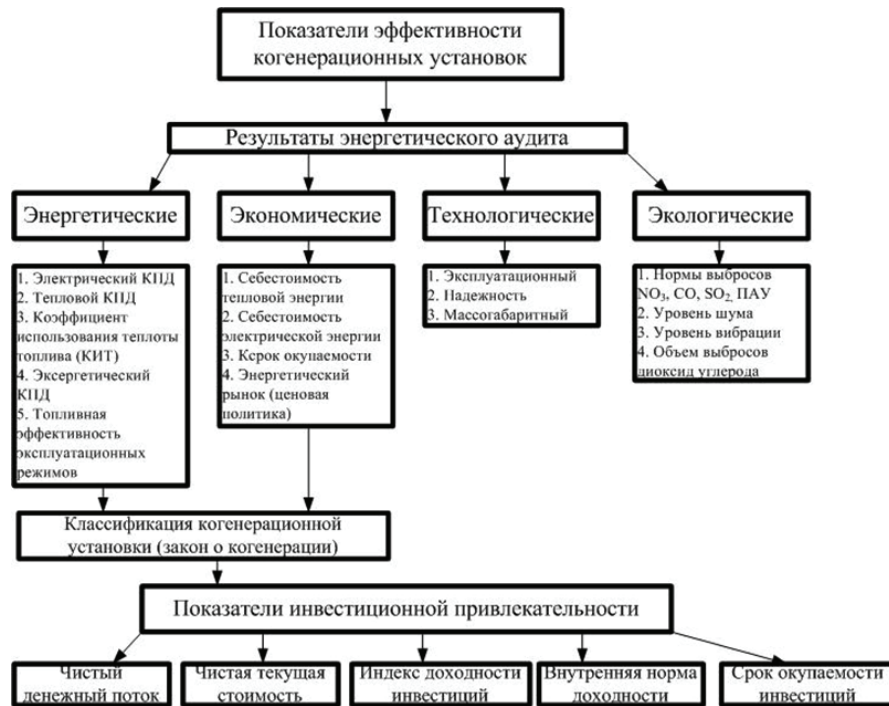 Показатели эффективности
когенерационных установок
Результаты энергетического аудита
Энергетические
Экономические
Технологические
Экологические
1. Электрический КПД
2. Тепловой КПД
3. Коэффициент
использования теплоты
топлива (КИТ)
4. Эксергетический
КПД
5. Топливная
эффективность
эксплуатационных
режимов
1. Себестоимость
тепловой энергии
2. Себестоимость
электрической энергии
3. Ксрок окупаемости
4. Энергетический
рынок (ценовая
политика)
1. Эксплуатационный
2. Надежность
3. Массогабаритный
1. Нормы выбросов
NO3, CO, SO2, ПАУ
2. Уровень шума
3. Уровень вибрации
4. Объем выбросов
диоксид углерода
Классификация когенерационной
установки (закон о когенерации)
Показатели инвестиционной привлекательности
Чистый
денежный поток
Чистая текущая
стоимость
Индекс доходности
инвестиций
Внутренняя норма
доходности
Срок окупаемости
инвестиций